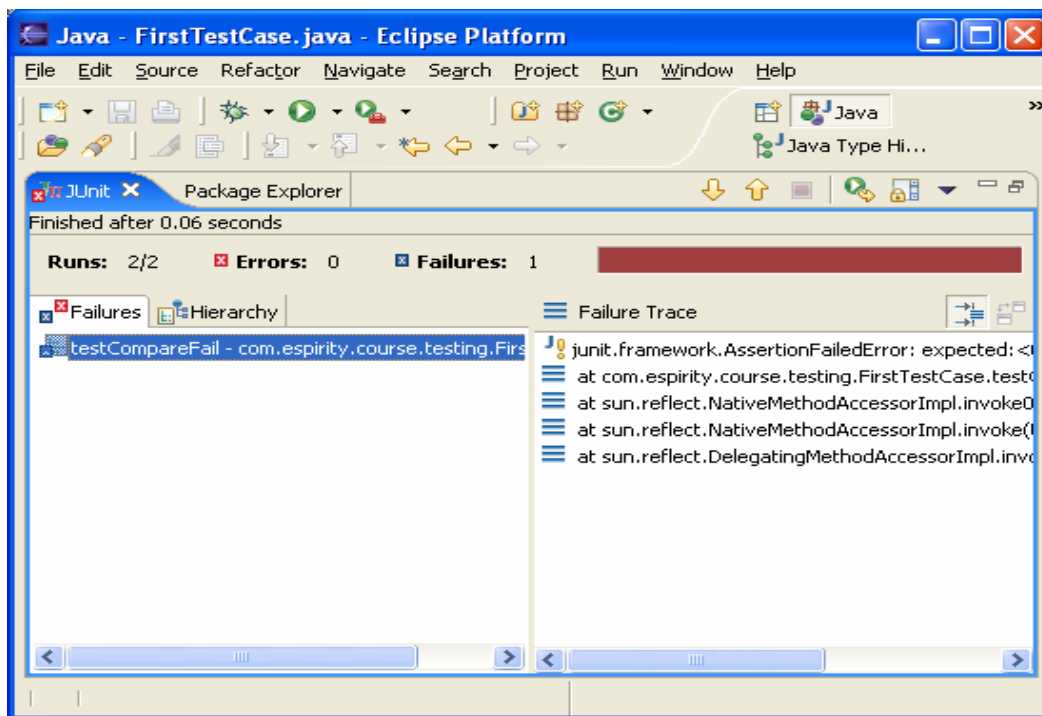 Java - FirstTestCase.java - Eclipse Platform
File Edit Source Refactor Navigate Search Project Run Window Help
Java
Java Type Hi...
JUnit Package Explorer
Finished after 0.06 seconds
Runs: 2/2 Errors: 0 Failures: 1
Failures Hierarchy
Failure Trace
testCompareFail - com.espirity.course.testing.Firs
junit.framework.AssertionFailedError: expected:<
at com.espirity.course.testing.FirstTestCase.test
at sun.reflect.NativeMethodAccessorImpl.invoke0
at sun.reflect.NativeMethodAccessorImpl.invoke(
at sun.reflect.DelegatingMethodAccessorImpl.invo